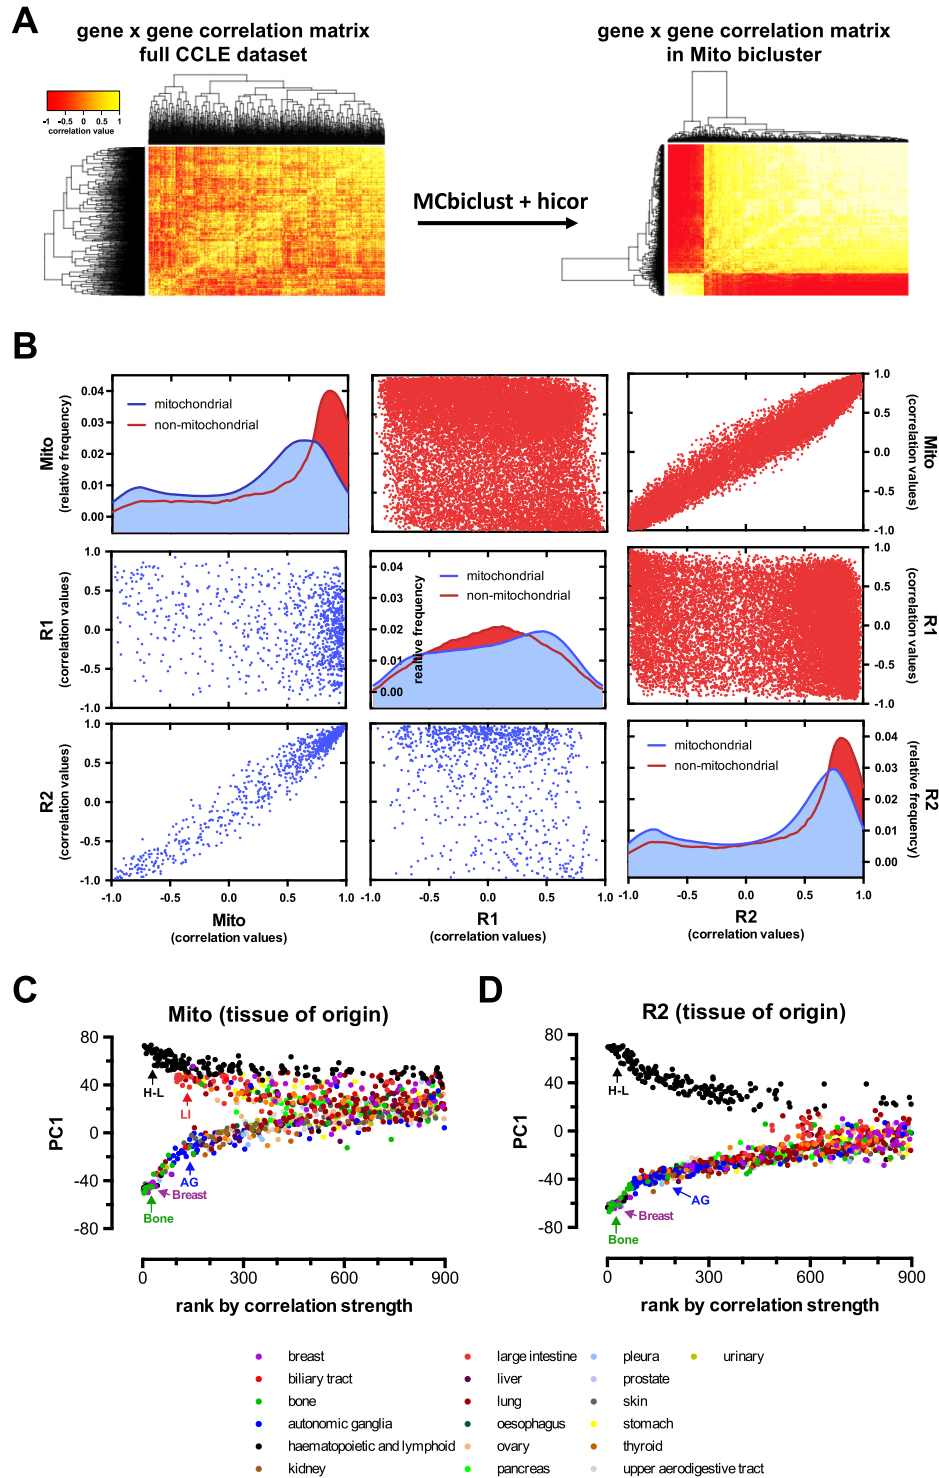 A
gene x gene correlation matrix
full CCLE dataset
gene x gene correlation matrix
in Mito bicluster
-1 -0.5 0 0.5 1
correlation value
MCbiclust + hicor
B
Mito
(relative frequency)
0.04
0.03
0.02
0.01
0.00
mitochondrial
non-mitochondrial
1.0
0.5
0.0
-0.5
-1.0
Mito
(correlation values)
R1
(correlation values)
1.0
0.5
0.0
-0.5
-1.0
realtive frequency
0.04
0.03
0.02
0.01
0.00
mitochondrial
non-mitochondrial
1.0
0.5
0.0
-0.5
-1.0
R1
(correlation values)
R2
(correlation values)
1.0
0.5
0.0
-0.5
-1.0
mitochondrial
non-mitochondrial
0.04
0.03
0.02
0.01
0.00
R2
(relative frequency)
-1.0 -0.5 0.0 0.5 1.0
Mito
(correlation values)
-1.0 -0.5 0.0 0.5 1.0
R1
(correlation values)
-1.0 -0.5 0.0 0.5 1.0
R2
(correlation values)
C
Mito (tissue of origin)
PC1
80
40
0
-40
-80
H-L
LI
AG
Breast
Bone
0 300 600 900
rank by correlation strength
D
R2 (tissue of origin)
PC1
80
40
0
-40
-80
H-L
AG
Breast
Bone
0 300 600 900
rank by correlation strength
breast
biliary tract
bone
autonomic ganglia
haematopoietic and lymphoid
kidney
large intestine
liver
lung
oesophagus
ovary
pancreas
pleura
prostate
skin
stomach
thyroid
upper aerodigestive tract
urinary